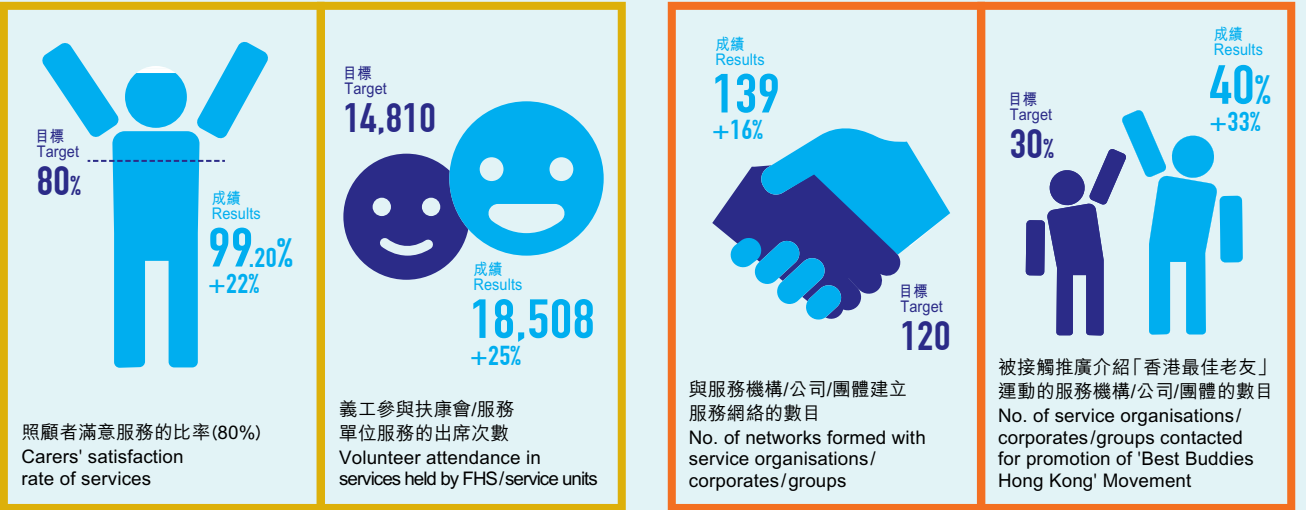 目標
Target
80%
成績
Results
99.20%
+22%
照顧者滿意服務的比率(80%)
Carers' satisfaction
rate of services
目標
Target
14,810
成績
Results
18,508
+25%
義工參與扶康會/服務
單位服務的出席次數
Volunteer attendance in
services held by FHS/service units
成績
Results
139
+16%
目標
Target
120
與服務機構/公司/團體建立
服務網絡的數目
No. of networks formed with
service organisations/
corporates/groups
成績
Results
40%
+33%
目標
Target
30%
被接觸推廣介紹「香港最佳老友」
運動的服務機構/公司/團體的數目
No. of service organisations/
corporates/groups contacted
for promotion of 'Best Buddies
Hong Kong' Movement